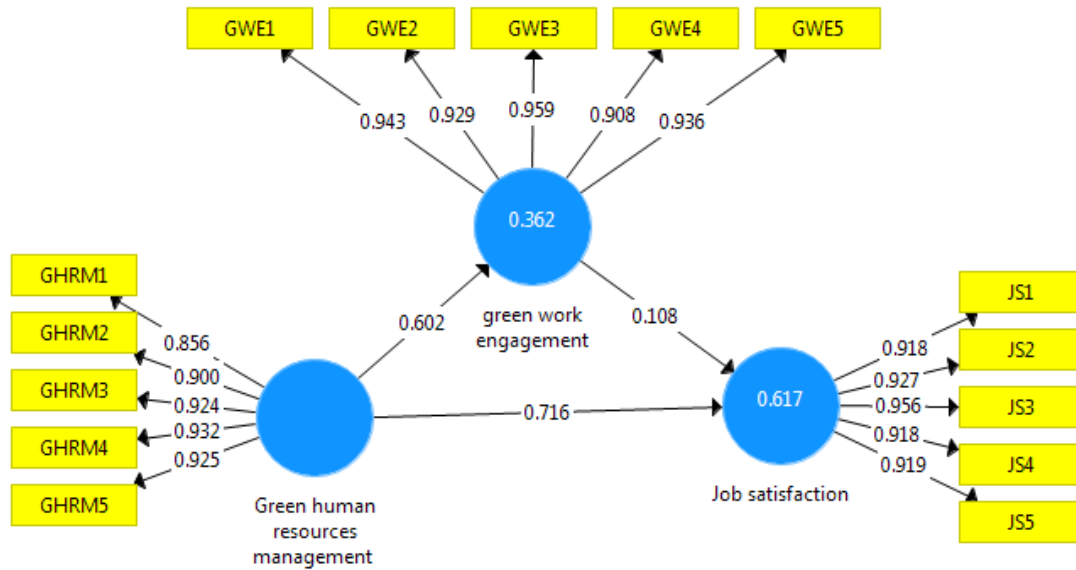 GWE1
GWE2
GWE3
GWE4
GWE5
0.943
0.929
0.959
0.908
0.936
0.362
green work
engagement
GHRM1
GHRM2
GHRM3
GHRM4
GHRM5
0.856
0.900
0.924
0.932
0.925
0.602
0.108
0.716
Green human
resources
management
0.617
Job satisfaction
0.918
0.927
0.956
0.918
0.919
JS1
JS2
JS3
JS4
JS5